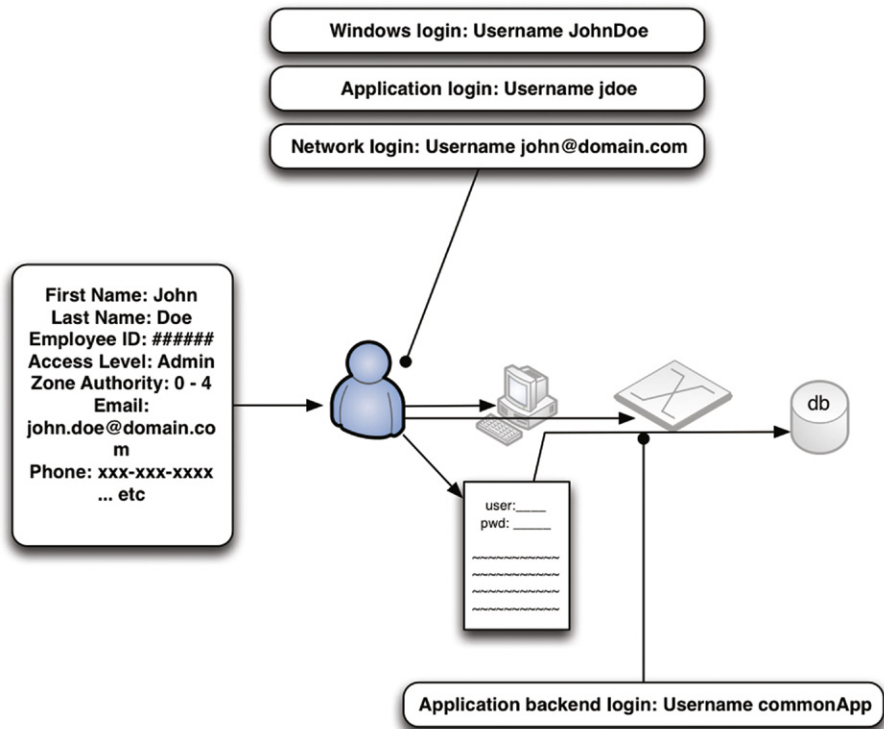 Windows login: Username JohnDoe
Application login: Username jdoe
Network login: Username john@domain.com
First Name: John
Last Name: Doe
Employee ID: ######
Access Level: Admin
Zone Authority: 0 - 4
Email:
john.doe@domain.co
m
Phone: xxx-xxx-xxxx
... etc
db
user:____
pwd: _____
~~~~~~~~~~~
~~~~~~~~~~~
~~~~~~~~~~~
~~~~~~~~~~~
Application backend login: Username commonApp